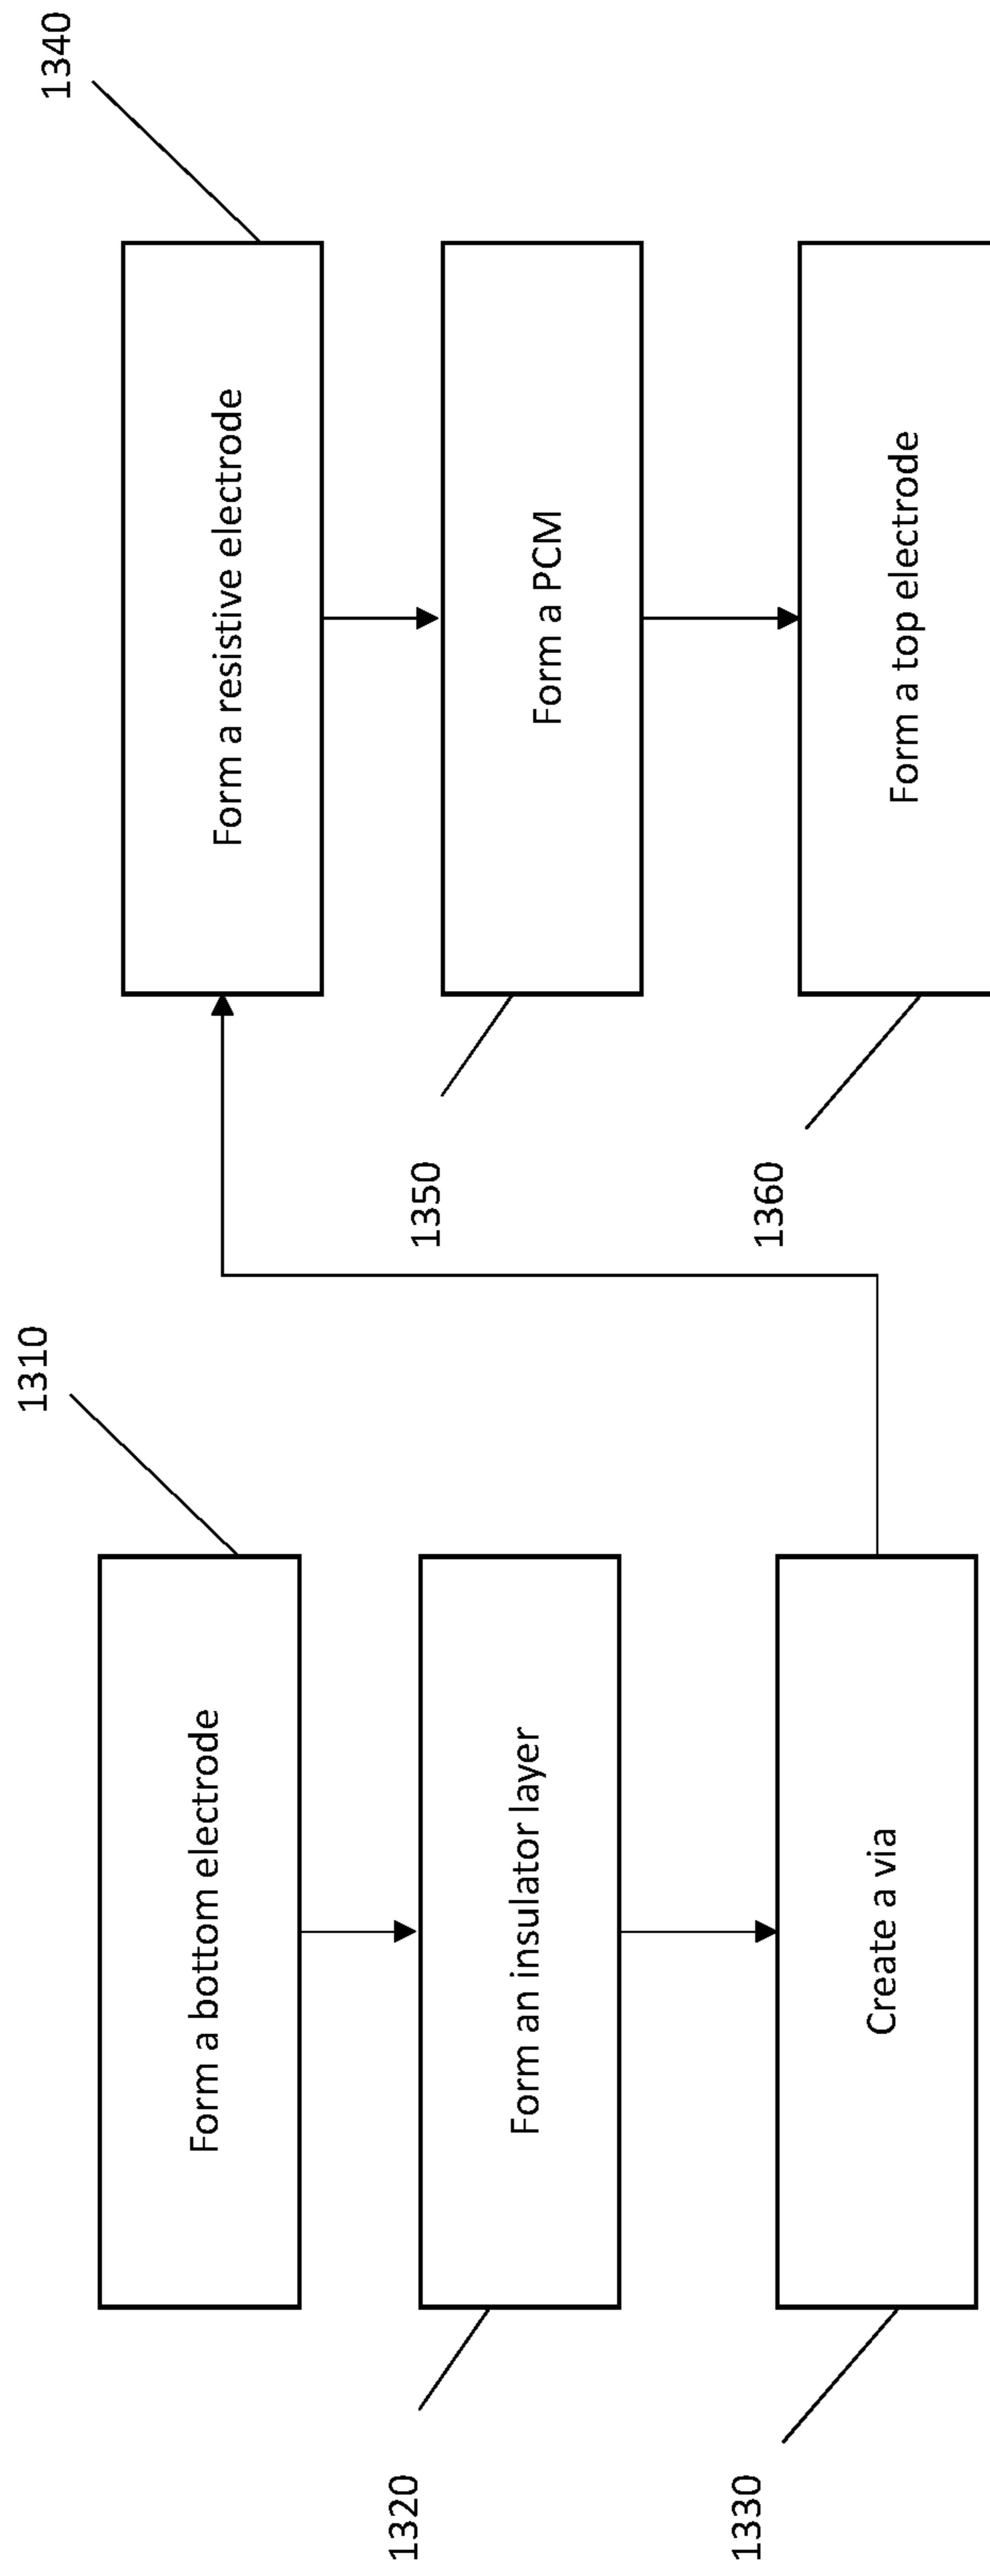 1310
Form a bottom electrode
1320
Form an insulator layer
1330
Create a via
1340
Form a resistive electrode
1350
Form a PCM
1360
Form a top electrode